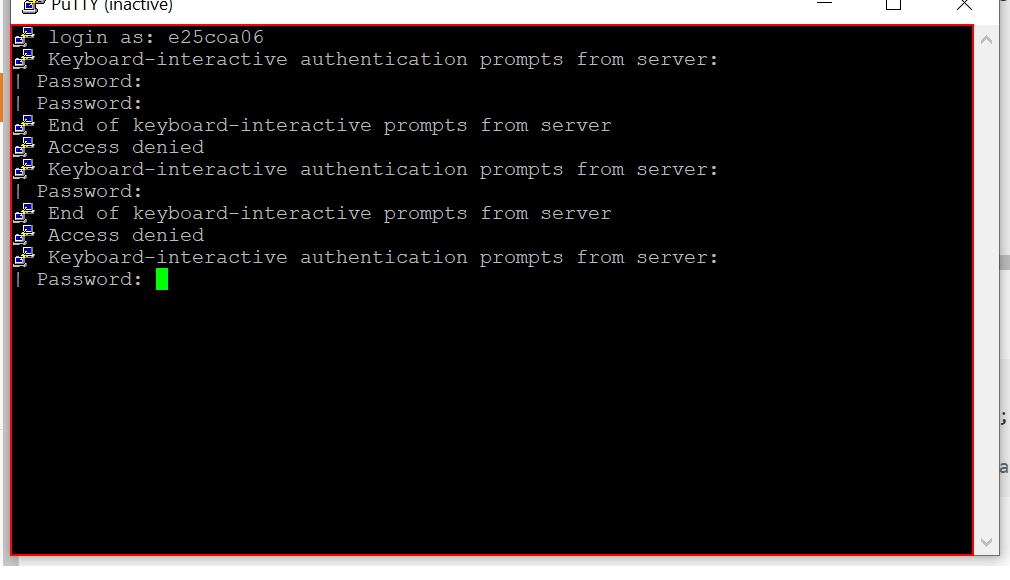 PuTTY (inactive)
login as: e25coa06
Keyboard-interactive authentication prompts from server:
| Password:
| Password:
End of keyboard-interactive prompts from server
Access denied
Keyboard-interactive authentication prompts from server:
| Password:
End of keyboard-interactive prompts from server
Access denied
Keyboard-interactive authentication prompts from server:
| Password:
;
a